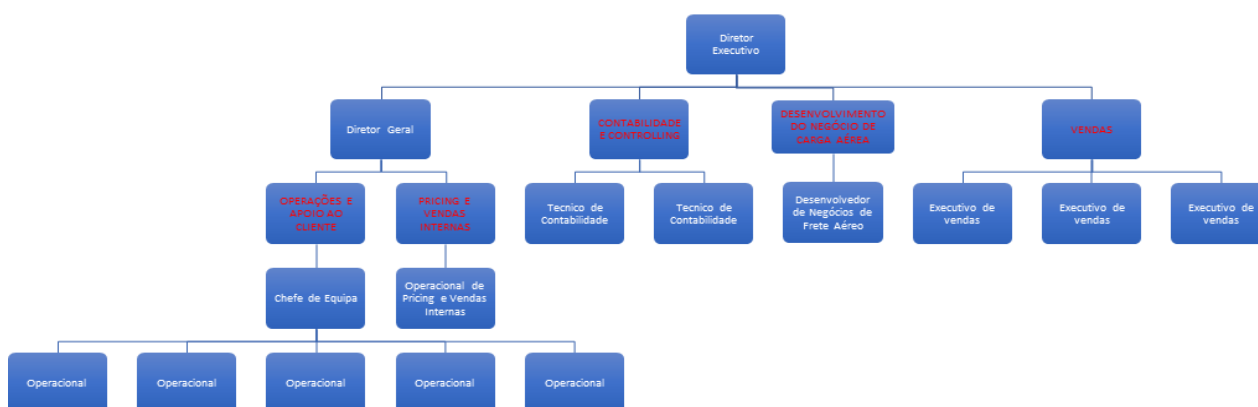 Diretor
Executivo
Diretor Geral
CONTABILIDADE
E CONTROLLING
DESENVOLVIMENTO
DO NEGÓCIO DE
CARGA AÉREA
VENDAS
OPERAÇÕES E
APOIO AO
CLIENTE
PRICING E
VENDAS
INTERNAS
Tecnico de
Contabilidade
Tecnico de
Contabilidade
Desenvolvedor
de Negócios de
Frete Aéreo
Executivo de
vendas
Executivo de
vendas
Executivo de
vendas
Chefe de Equipa
Operacional de
Pricing e Vendas
Internas
Operacional
Operacional
Operacional
Operacional
Operacional